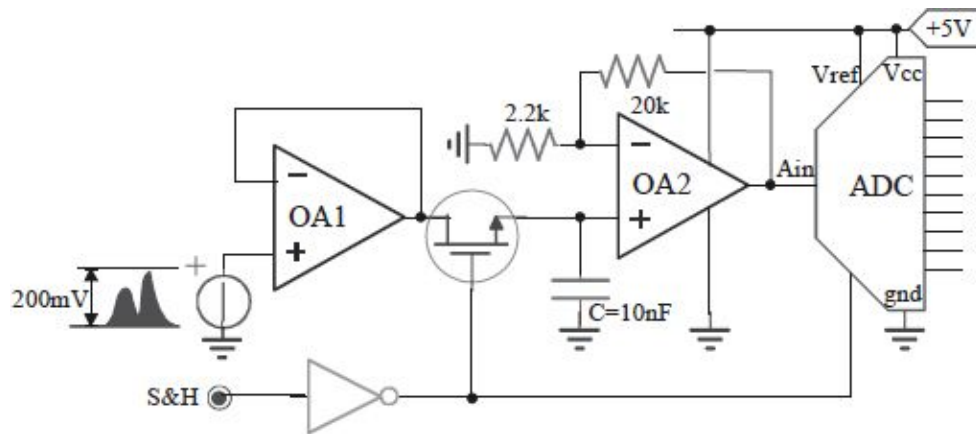 +5V
Vref
Vcc
2.2k
20k
OA1
OA2
Ain
ADC
200mV
C=10nF
gnd
S&H